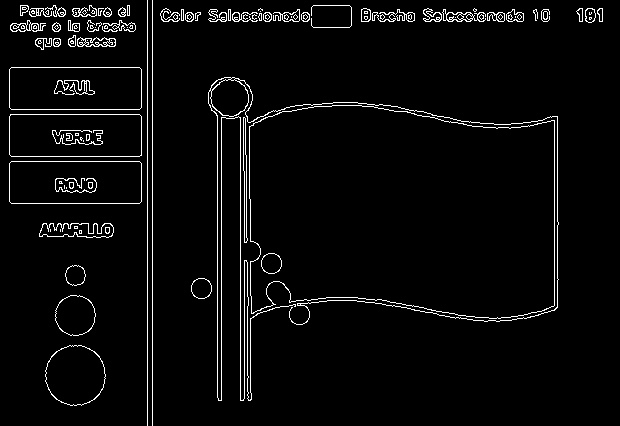 Parate sobre el
color o la brocha
que desees
Color Seleccionado
Brocha Seleccionada 10
191
AZUL
VERDE
ROJO
AMARILLO